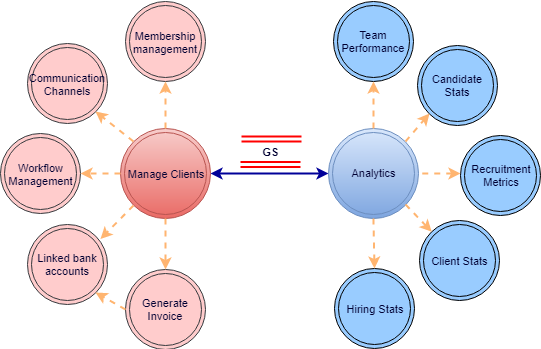 Membership
management
Communication
Channels
Workflow
Management
Manage Clients
Linked bank
accounts
Generate
Invoice
GS
Team
Performance
Candidate
Stats
Analytics
Recruitment
Metrics
Client Stats
Hiring Stats